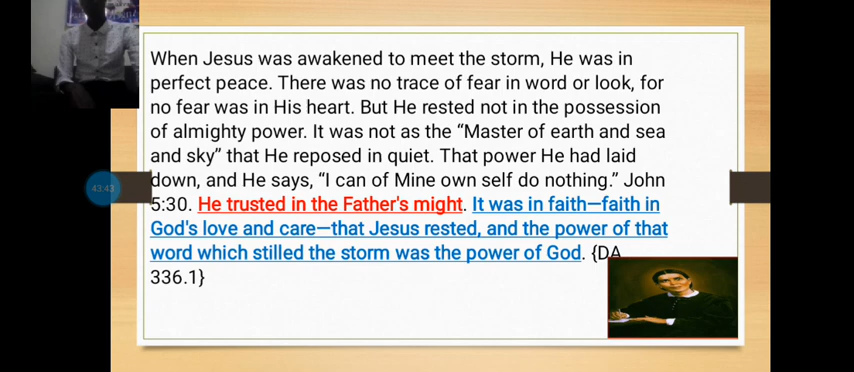 When Jesus was awakened to meet the storm, He was in
perfect peace. There was no trace of fear in word or look, for
no fear was in His heart. But He rested not in the possession
of almighty power. It was not as the “Master of earth and sea
and sky” that He reposed in quiet. That power He had laid
down, and He says, “I can of Mine own self do nothing.” John
5:30. He trusted in the Father's might. It was in faith—faith in
God's love and care—that Jesus rested, and the power of that
word which stilled the storm was the power of God. {DA
336.1}
43:43